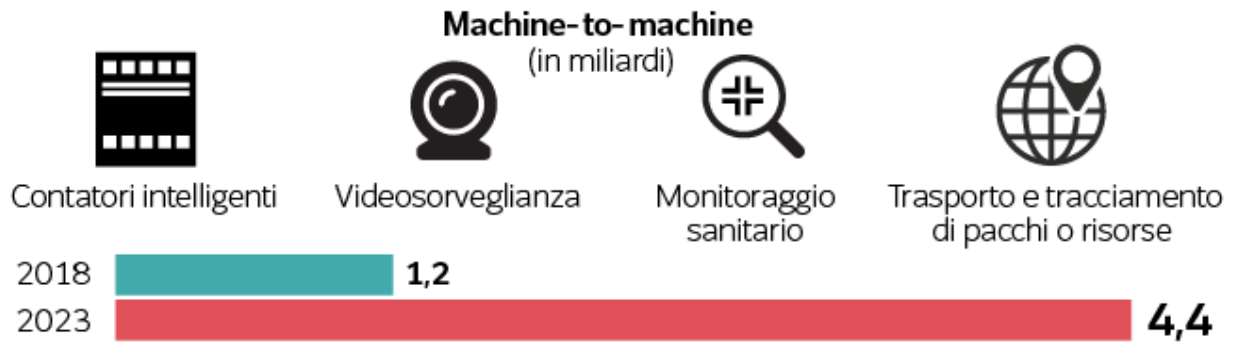 Machine-to-machine
(in miliardi)
Contatori intelligenti
Videosorveglianza
Monitoraggio
sanitario
Trasporto e tracciamento
di pacchi o risorse
2018 1,2
2023 4,4